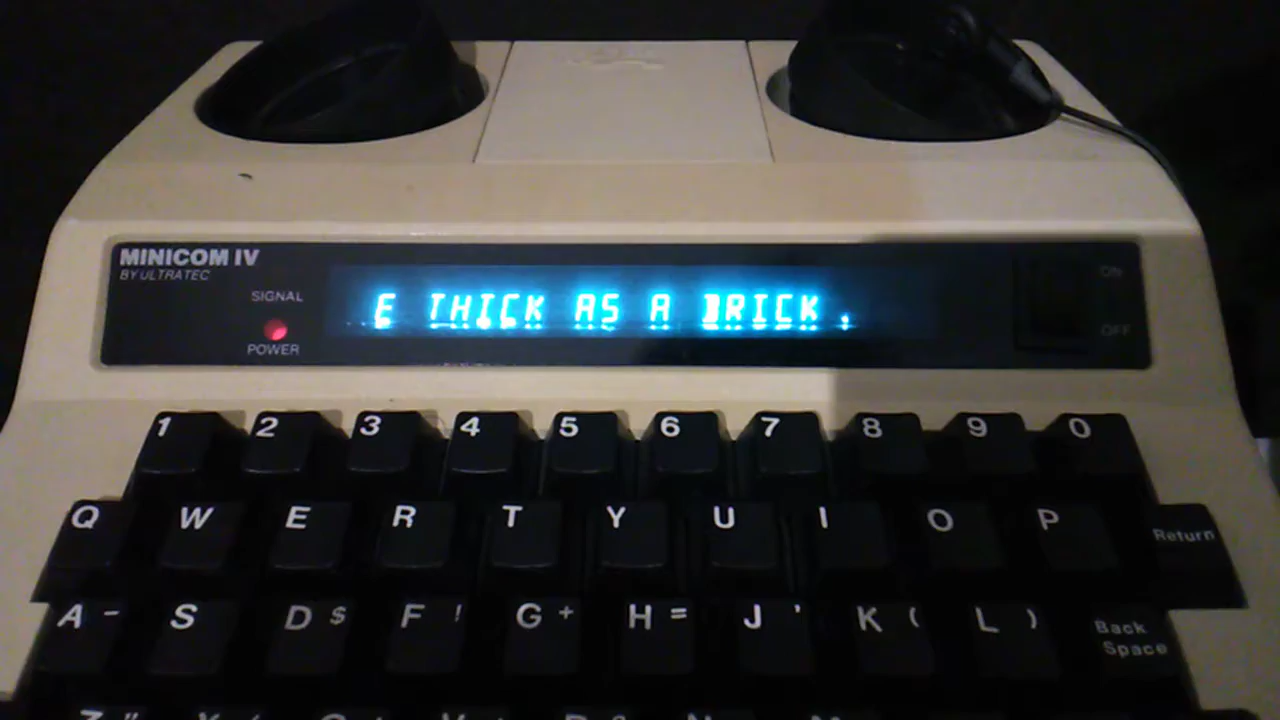 MINICOM IV
BY ULTRATEC
SIGNAL
POWER
E THICK AS A BRICK.
ON
OFF
1 2 3 4 5 6 7 8 9 0
Q W E R T Y U I O P Return
A - S D $ F ! G + H = J ' K ( L ) Back Space